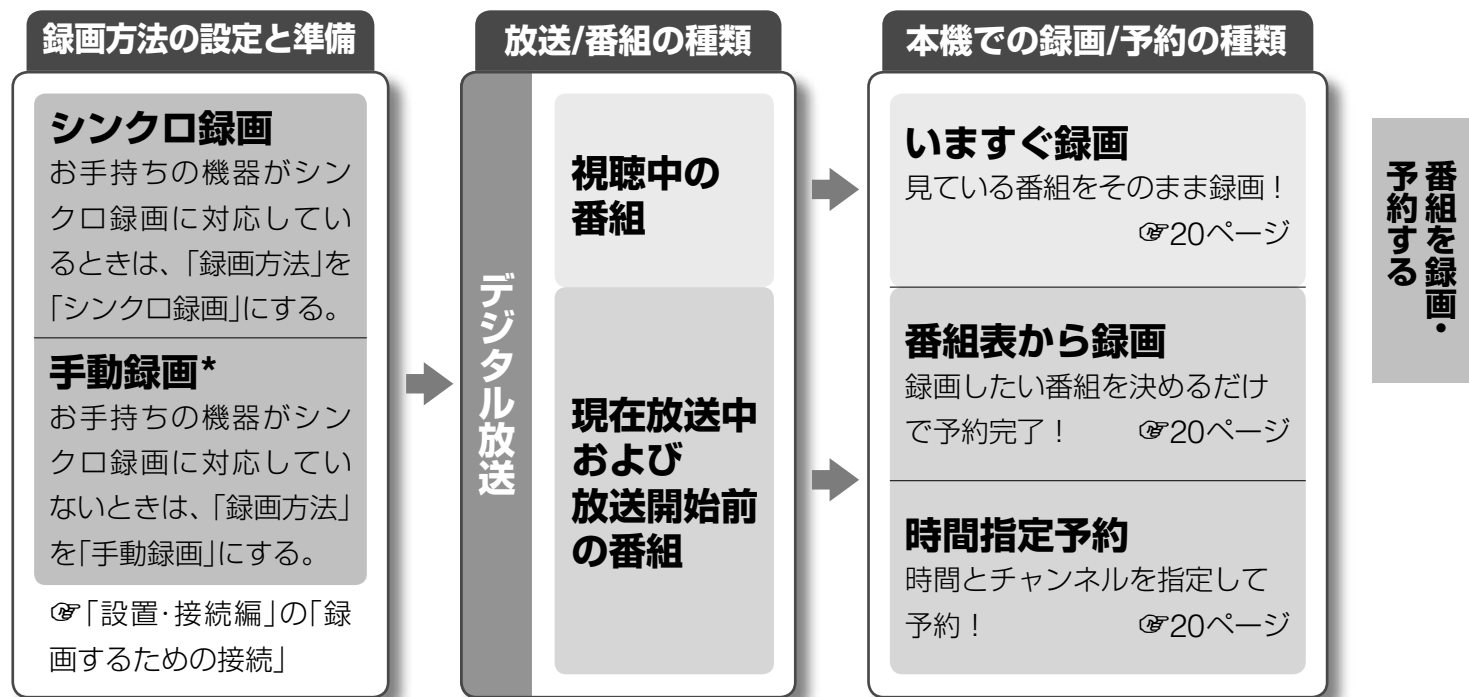 録画方法の設定と準備
シンクロ録画
お手持ちの機器がシン
クロ録画に対応してい
るときは、「録画方法」を
「シンクロ録画」にする。
手動録画*
お手持ちの機器がシン
クロ録画に対応してい
ないときは、「録画方法」
を「手動録画」にする。
☞「設置・接続編」の「録
画するための接続」
放送/番組の種類
デジタル放送
視聴中の
番組
現在放送中
および
放送開始前
の番組
本機での録画/予約の種類
いますぐ録画
見ている番組をそのまま録画！
☞20ページ
番組表から録画
録画したい番組を決めるだけ
で予約完了！ ☞20ページ
時間指定予約
時間とチャンネルを指定して
予約！ ☞20ページ
番組を録画・
予約する